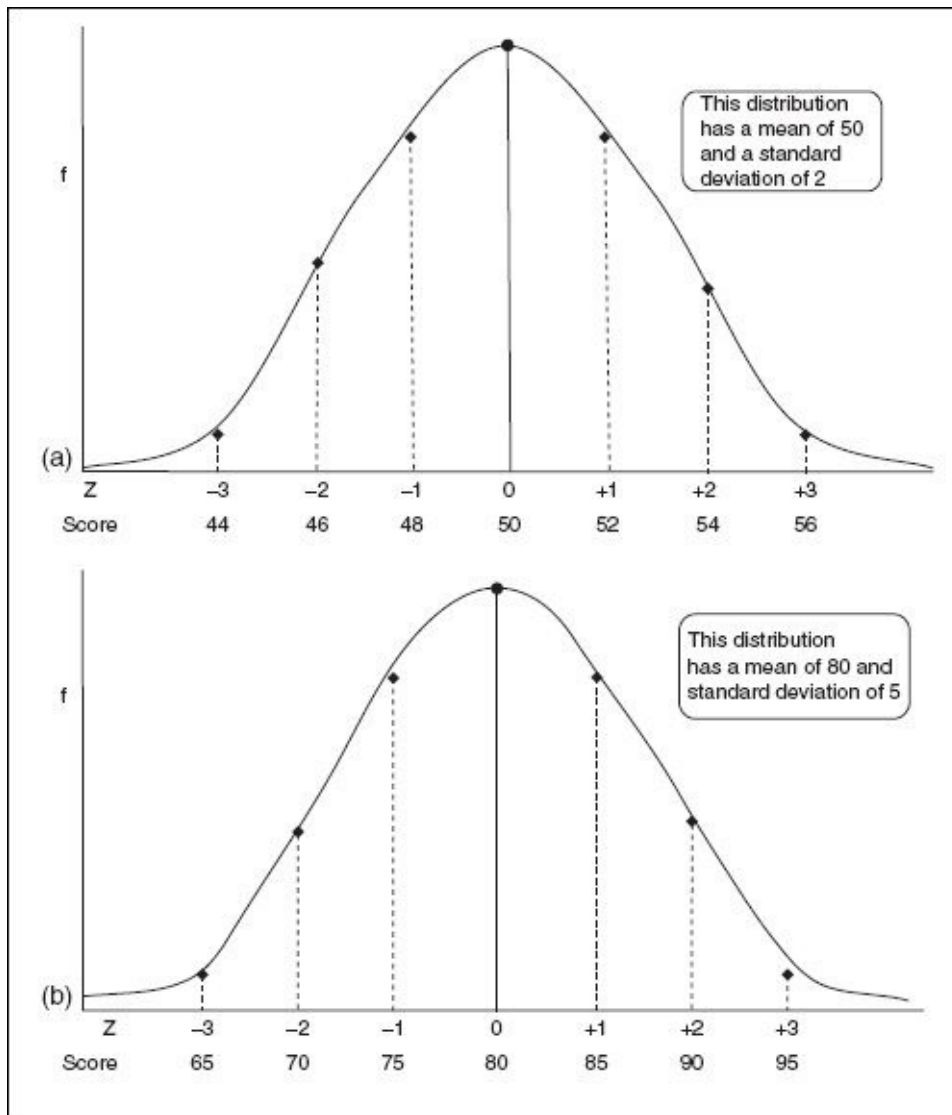 This distribution
has a mean of 50
and a standard
deviation of 2
f
(a)
Z –3 –2 –1 0 +1 +2 +3
Score 44 46 48 50 52 54 56
This distribution
has a mean of 80 and
standard deviation of 5
f
(b)
Z –3 –2 –1 0 +1 +2 +3
Score 65 70 75 80 85 90 95